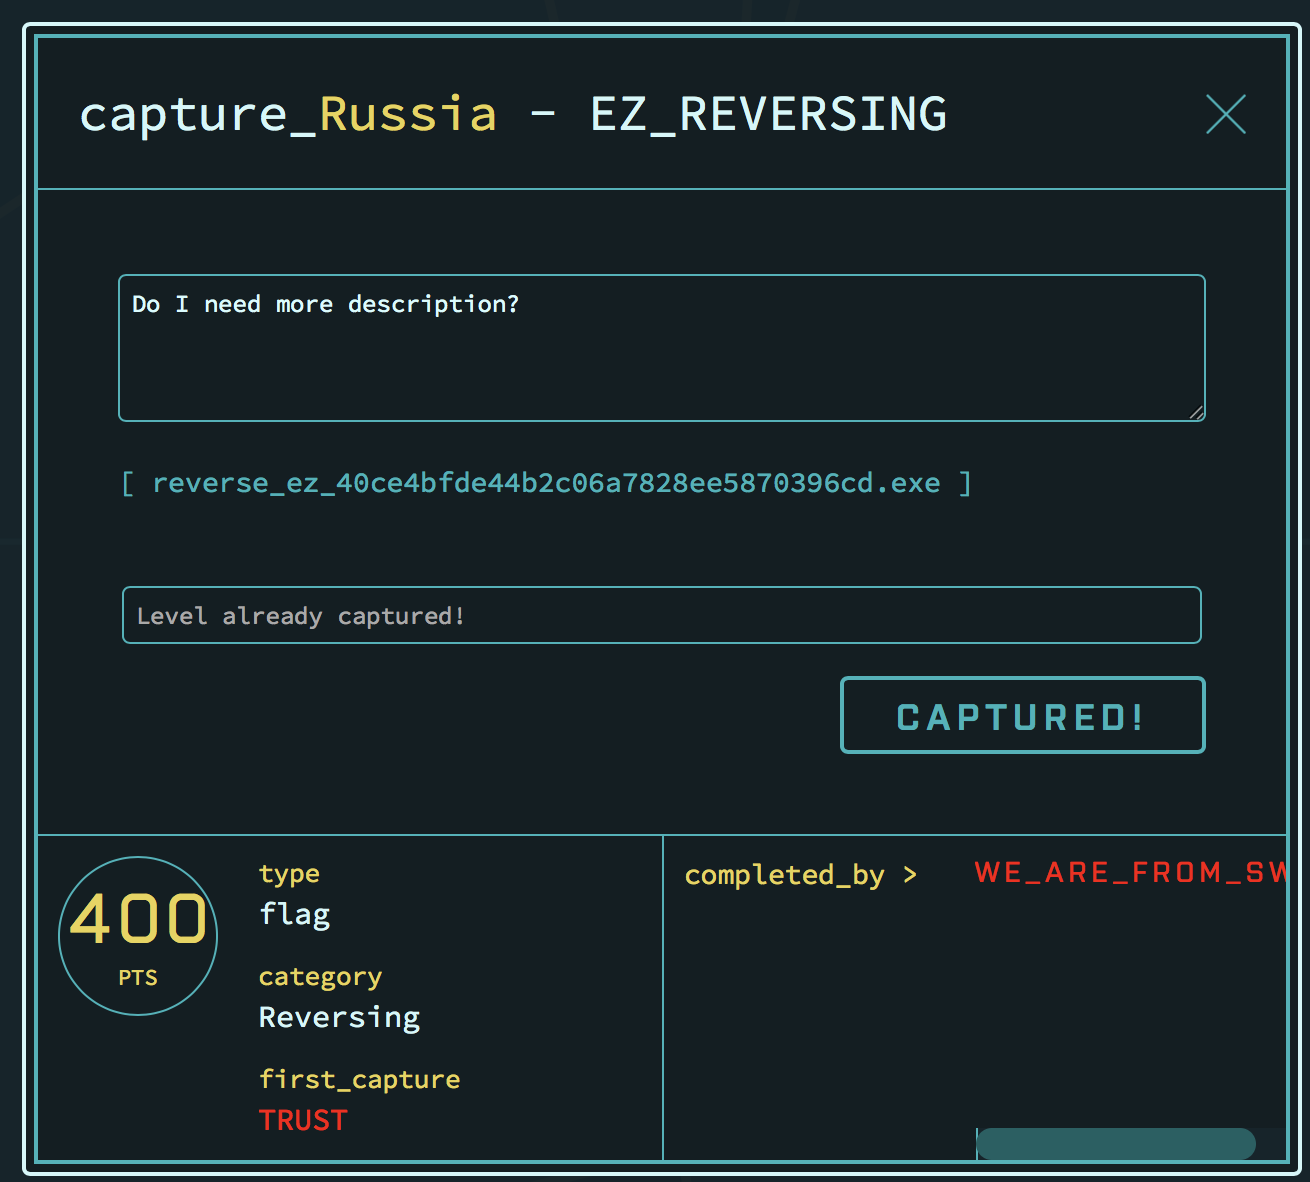 capture_Russia - EZ_REVERSING
Do I need more description?
[ reverse_ez_40ce4bfde44b2c06a7828ee5870396cd.exe ]
Level already captured!
CAPTURED!
400
PTS
type
flag
category
Reversing
first_capture
TRUST
completed_by >
WE_ARE_FROM_SW